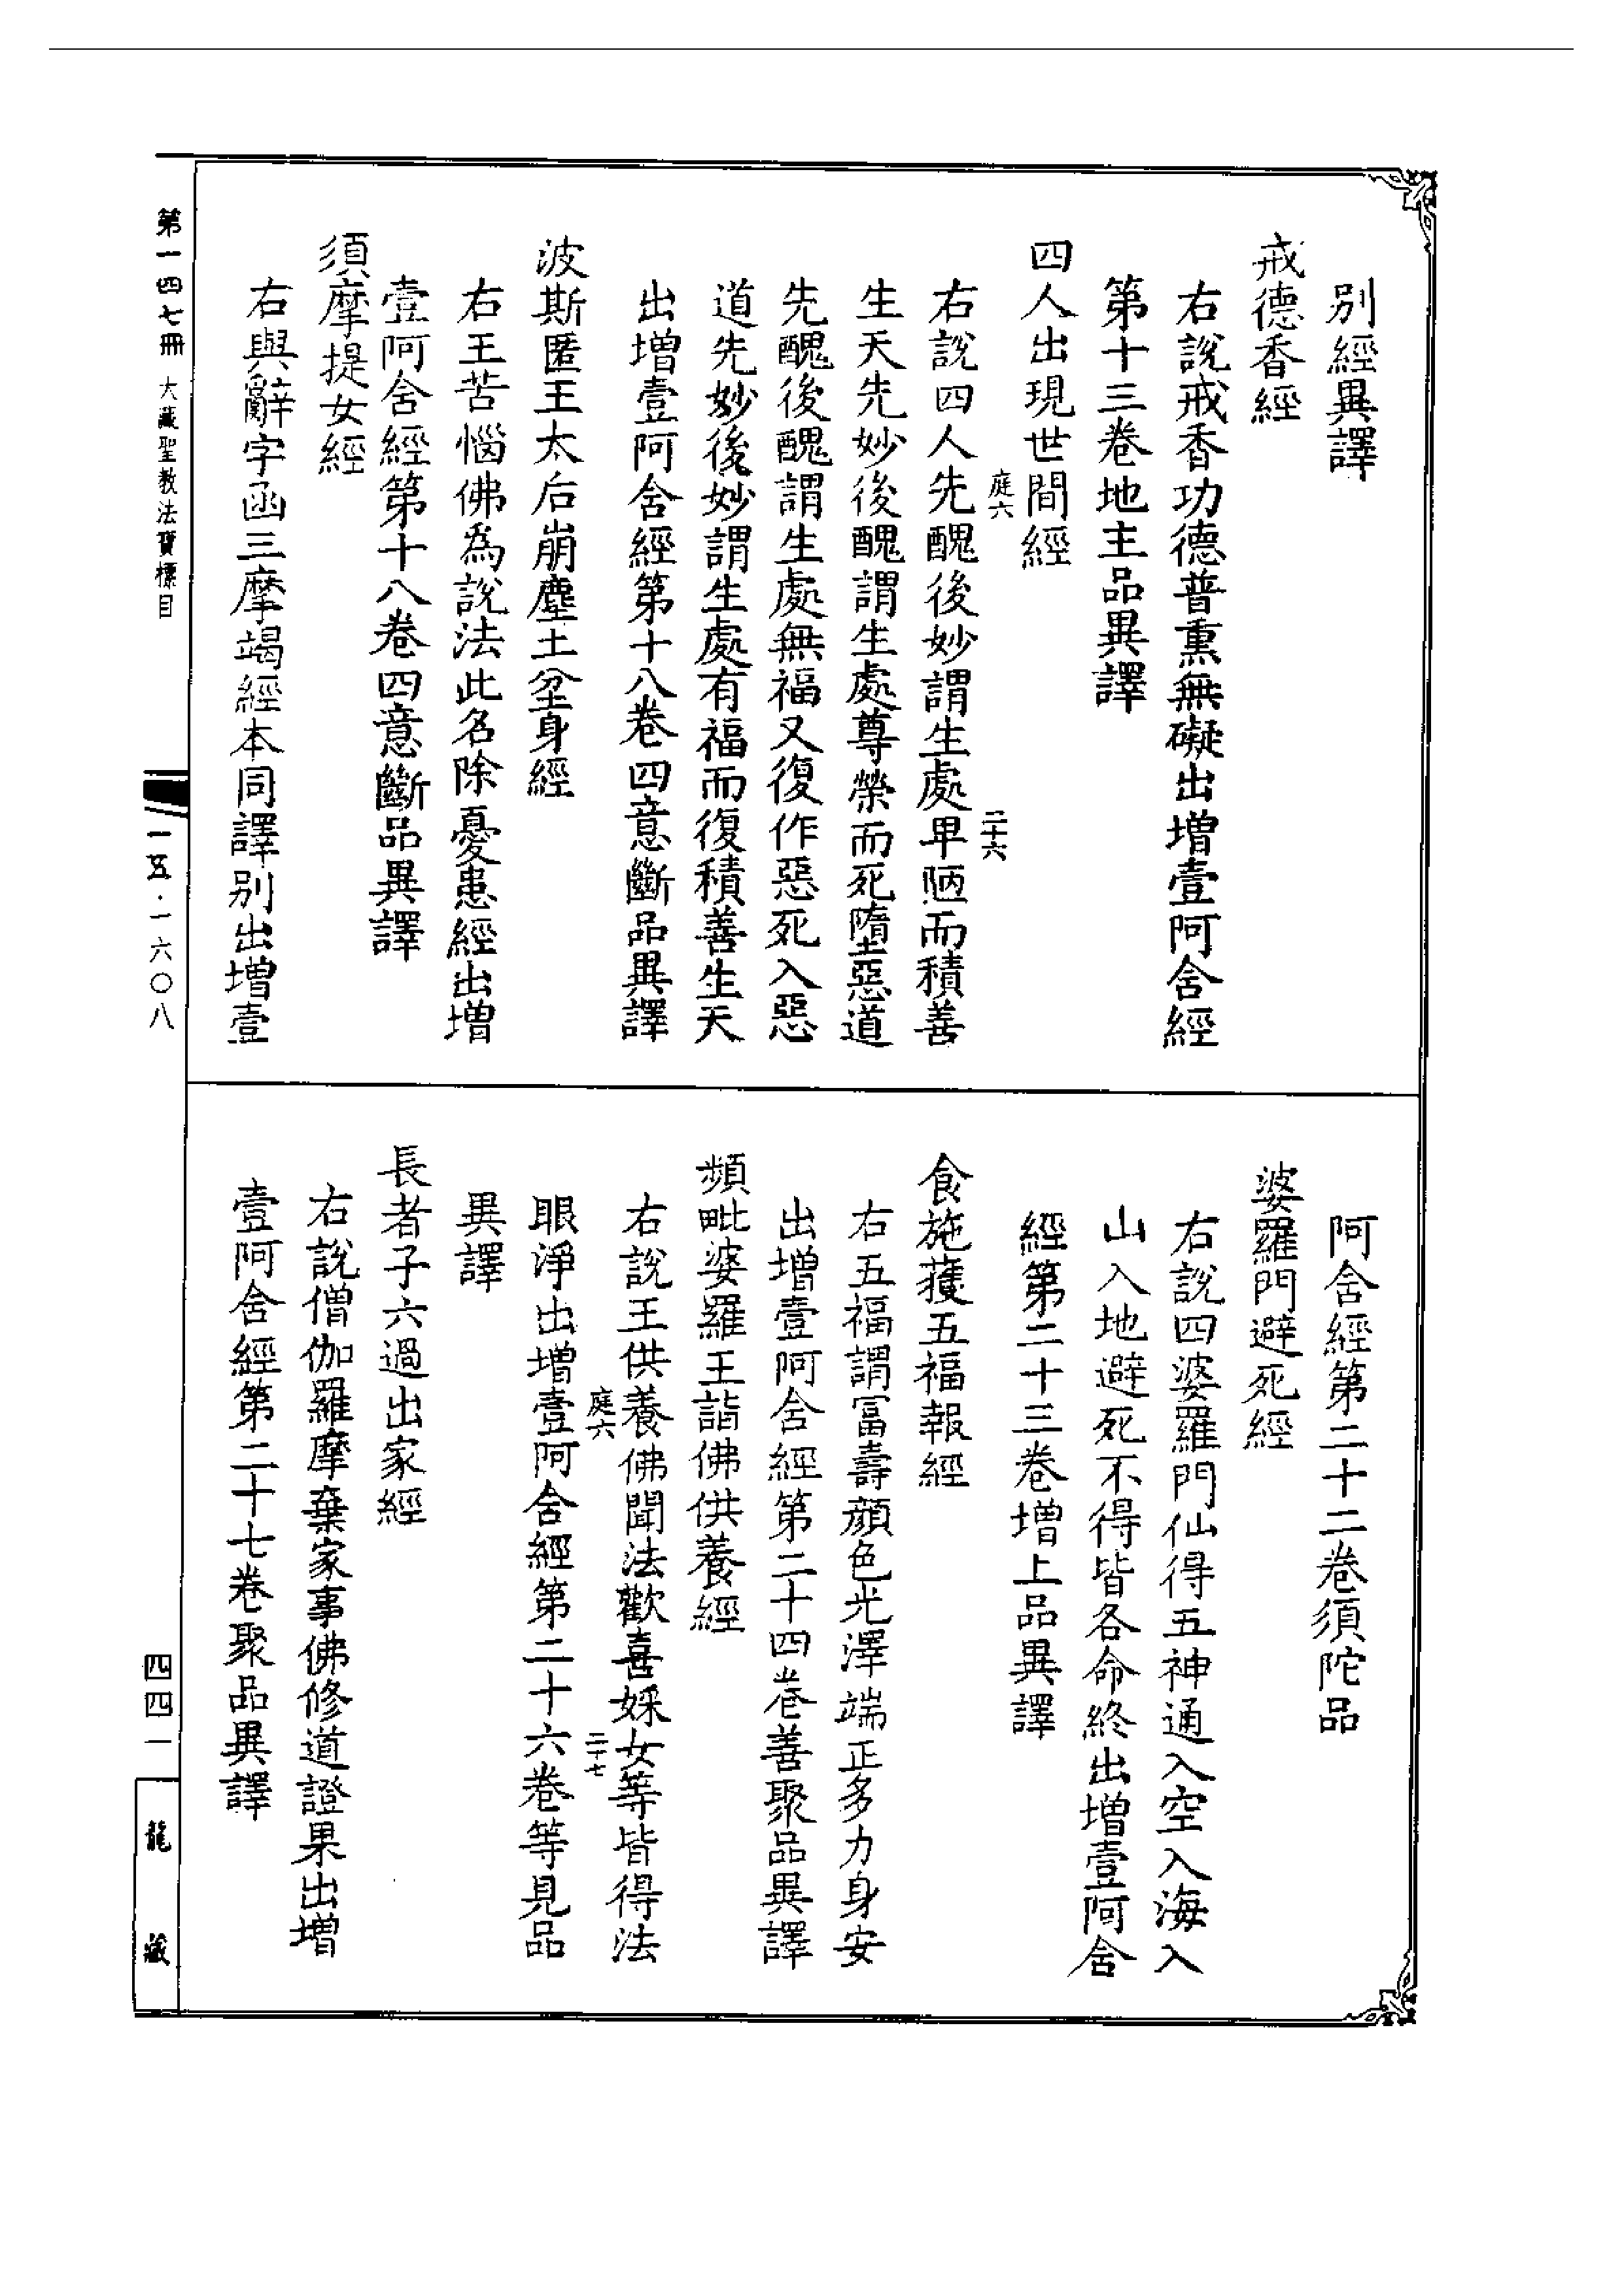 別經異譯
戒德香經
右說戒香功德普熏無礙出增壹阿含經
第十三卷地主品異譯
四人出現世間經
庭六
二十六
右說四人先醜後妙謂生處卑陋而積善
生天先妙後醜謂生處尊榮而死墮惡道
先醜後醜謂生處無福又復作惡死入惡
道先妙後妙謂生處有福而復積善生天
出增壹阿含經第十八卷四意斷品異譯
波斯匿王太后崩塵土坌身經
右王苦惱佛為說法此名除憂患經出增
壹阿含經第十八卷四意斷品異譯
須摩提女經
右與辭字函三摩竭經本同譯別出增壹
阿含經第二十二卷須陀品
婆羅門避死經
右說四婆羅門仙得五神通入空入海入
山入地避死不得皆各命終出增壹阿含
經第二十三卷增上品異譯
食施獲五福報經
右五福謂富壽顏色光澤端正多力身安
出增壹阿含經第二十四卷善聚品異譯
頻毗婆羅王詣佛供養經
右說王供養佛聞法歡喜婇女等皆得法
庭六
二十七
眼淨出增壹阿含經第二十六卷等見品
異譯
長者子六過出家經
右說僧伽羅摩棄家事佛修道證果出增
壹阿含經第二十七卷聚品異譯
第一四七冊 大藏聖教法寶標目
一五·一六〇八
四四一
龍藏